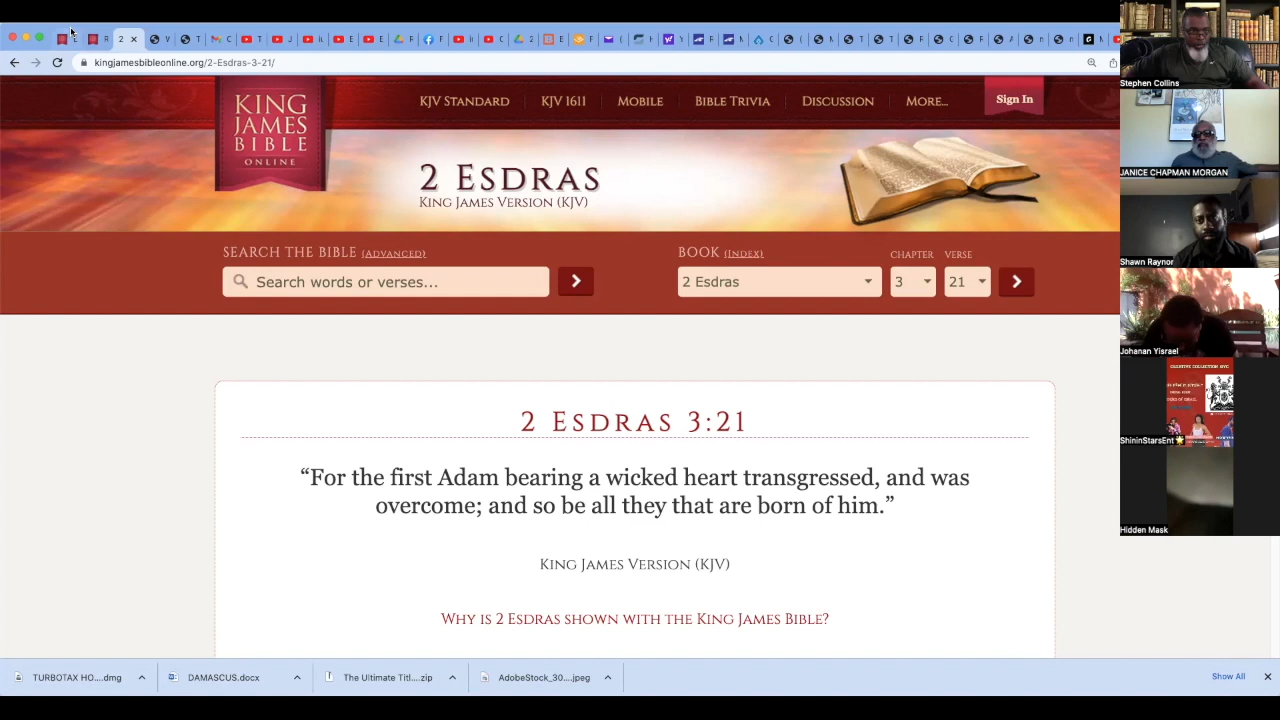 2
kingjamesbibleonline.org/2-Esdras-3-21/
KING
JAMES
BIBLE
ONLINE
KJV STANDARD
KJV 1611
MOBILE
BIBLE TRIVIA
DISCUSSION
MORE...
Sign In
2 ESDRAS
KING JAMES VERSION (KJV)
SEARCH THE BIBLE (ADVANCED)
Search words or verses...
BOOK (INDEX)
CHAPTER
VERSE
2 Esdras
3
21
2 ESDRAS 3:21
“For the first Adam bearing a wicked heart transgressed, and was
overcome; and so be all they that are born of him.”
KING JAMES VERSION (KJV)
WHY IS 2 ESDRAS SHOWN WITH THE KING JAMES BIBLE?
TURBOTAX HO....dmg
DAMASCUS.docx
The Ultimate Titl....zip
AdobeStock_30....jpeg
Show All
Stephen Collins
JANICE CHAPMAN MORGAN
Shawn Raynor
Johanan Yisrael
ShininStarsEnt
Hidden Mask